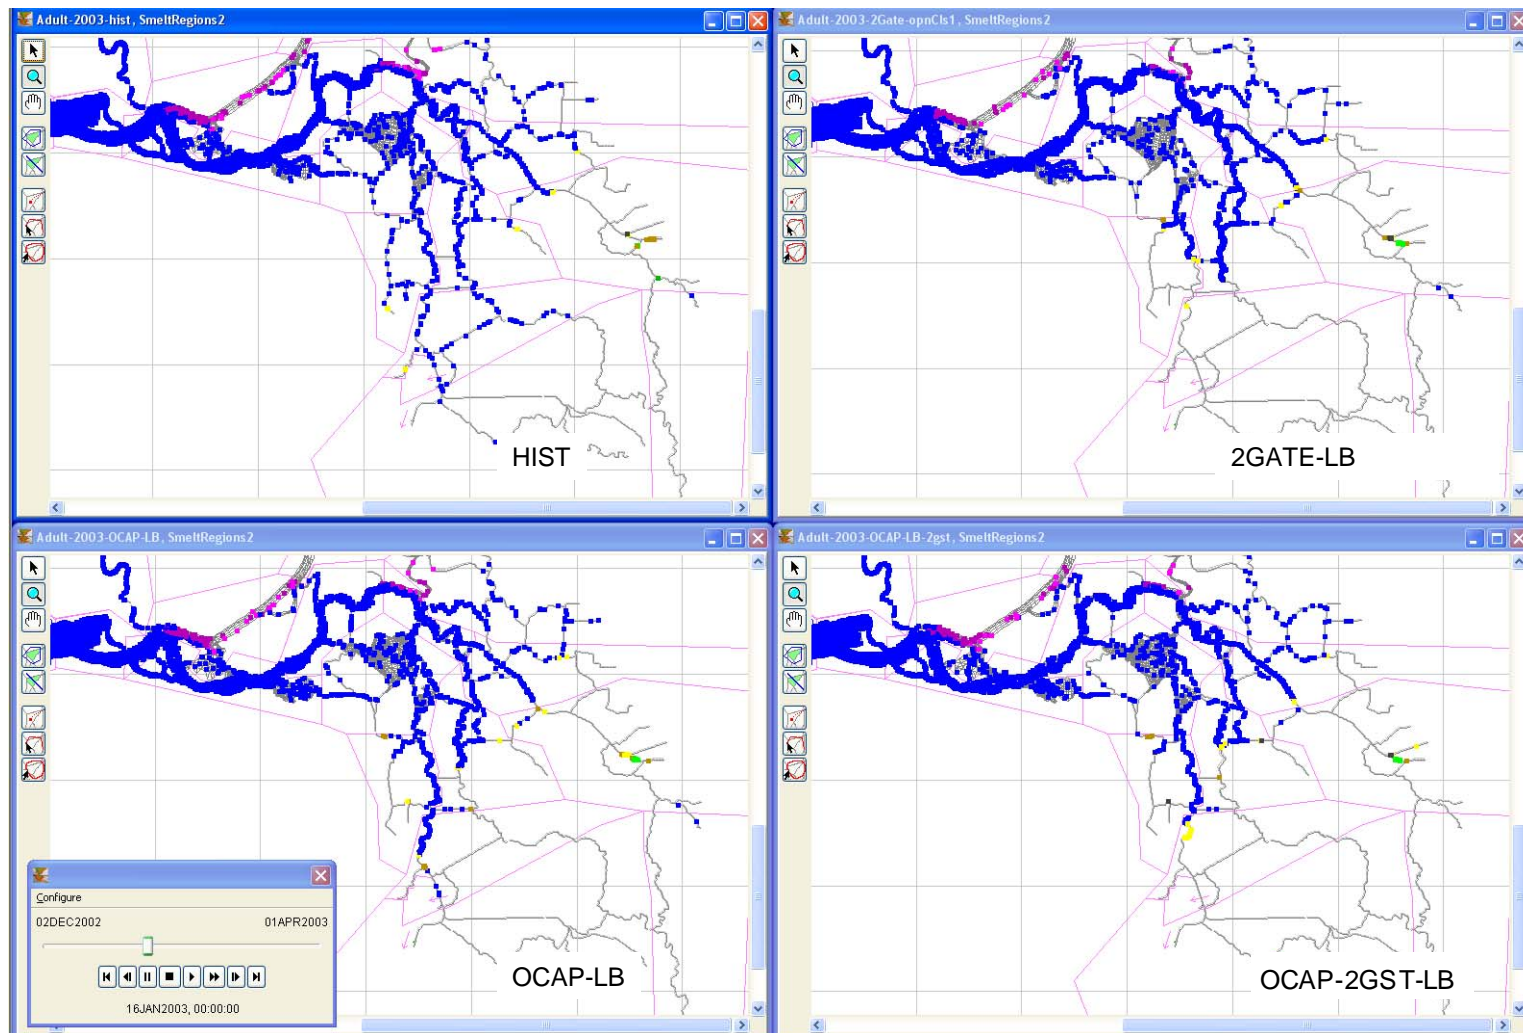 Adult-2003-hist, SmeltRegions2
Adult-2003-2Gate-opnCls1, SmeltRegions2
HIST
2GATE-LB
Adult-2003-OCAP-LB, SmeltRegions2
Adult-2003-OCAP-LB-2gst, SmeltRegions2
Configure
02DEC2002 01APR2003
16JAN2003, 00:00:00
OCAP-LB
OCAP-2GST-LB